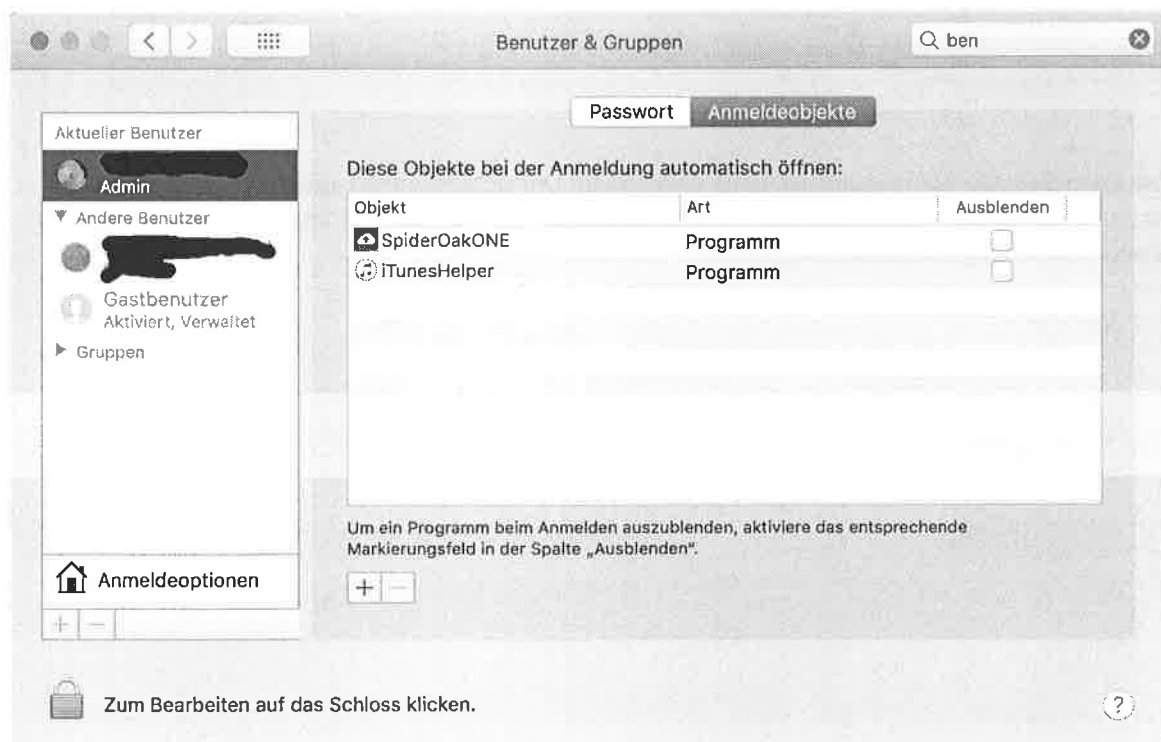 Benutzer & Gruppen
ben
Passwort
Anmeldeobjekte
Aktueller Benutzer
Admin
Andere Benutzer
Gastbenutzer
Aktiviert, Verwaltet
Gruppen
Anmeldeoptionen
Diese Objekte bei der Anmeldung automatisch öffnen:
Objekt Art Ausblenden
SpiderOakONE Programm
iTunesHelper Programm
Um ein Programm beim Anmelden auszublenden, aktiviere das entsprechende
Markierungsfeld in der Spalte „Ausblenden“.
Zum Bearbeiten auf das Schloss klicken.
?